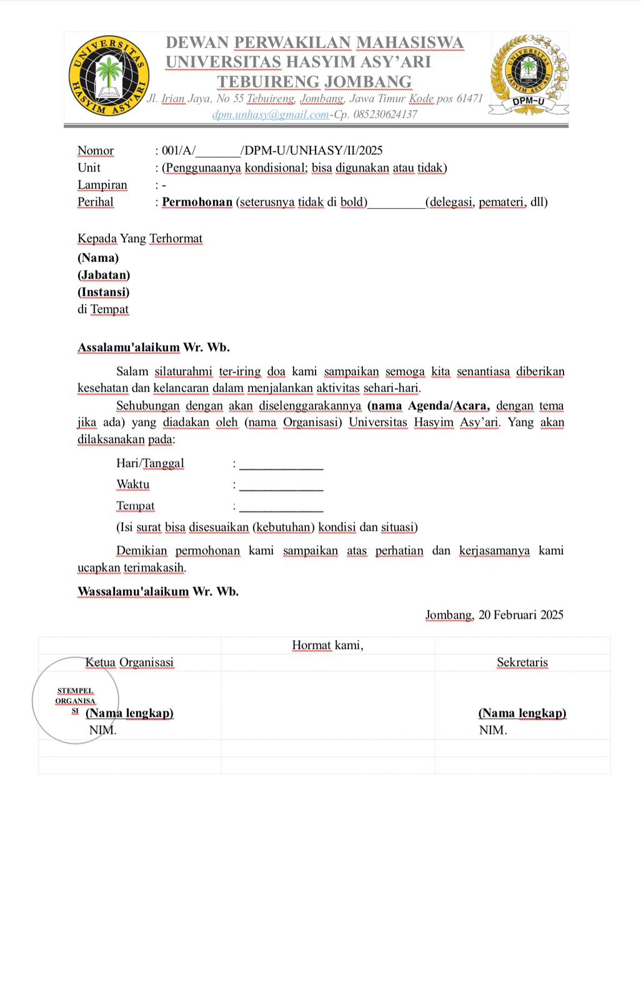 DEWAN PERWAKILAN MAHASISWA
UNIVERSITAS HASYIM ASY’ARI
TEBUIRENG JOMBANG
Jl. Irian Jaya, No 55 Tebuireng, Jombang, Jawa Timur Kode pos 61471
dpm.unhasy@gmail.com-Cp. 085230624137
UNIVERSITAS
HASYIM ASY'ARI
UNIVERSITAS
HASYIM ASY'ARI
DPM
DPM-U
Nomor : 001/A/_______/DPM-U/UNHASY/II/2025
Unit : (Penggunaanya kondisional; bisa digunakan atau tidak)
Lampiran : -
Perihal : Permohonan (seterusnya tidak di bold)_________(delegasi, pemateri, dll)
Kepada Yang Terhormat
(Nama)
(Jabatan)
(Instansi)
di Tempat
Assalamu'alaikum Wr. Wb.
Salam silaturahmi ter-iring doa kami sampaikan semoga kita senantiasa diberikan
kesehatan dan kelancaran dalam menjalankan aktivitas sehari-hari.
Sehubungan dengan akan diselenggarakannya (nama Agenda/Acara, dengan tema
jika ada) yang diadakan oleh (nama Organisasi) Universitas Hasyim Asy’ari. Yang akan
dilaksanakan pada:
Hari/Tanggal : _____________
Waktu : _____________
Tempat : _____________
(Isi surat bisa disesuaikan (kebutuhan) kondisi dan situasi)
Demikian permohonan kami sampaikan atas perhatian dan kerjasamanya kami
ucapkan terimakasih.
Wassalamu'alaikum Wr. Wb.
Jombang, 20 Februari 2025
Hormat kami,
Ketua Organisasi Sekretaris
STEMPEL
ORGANISA
SI
(Nama lengkap) (Nama lengkap)
NIM. NIM.